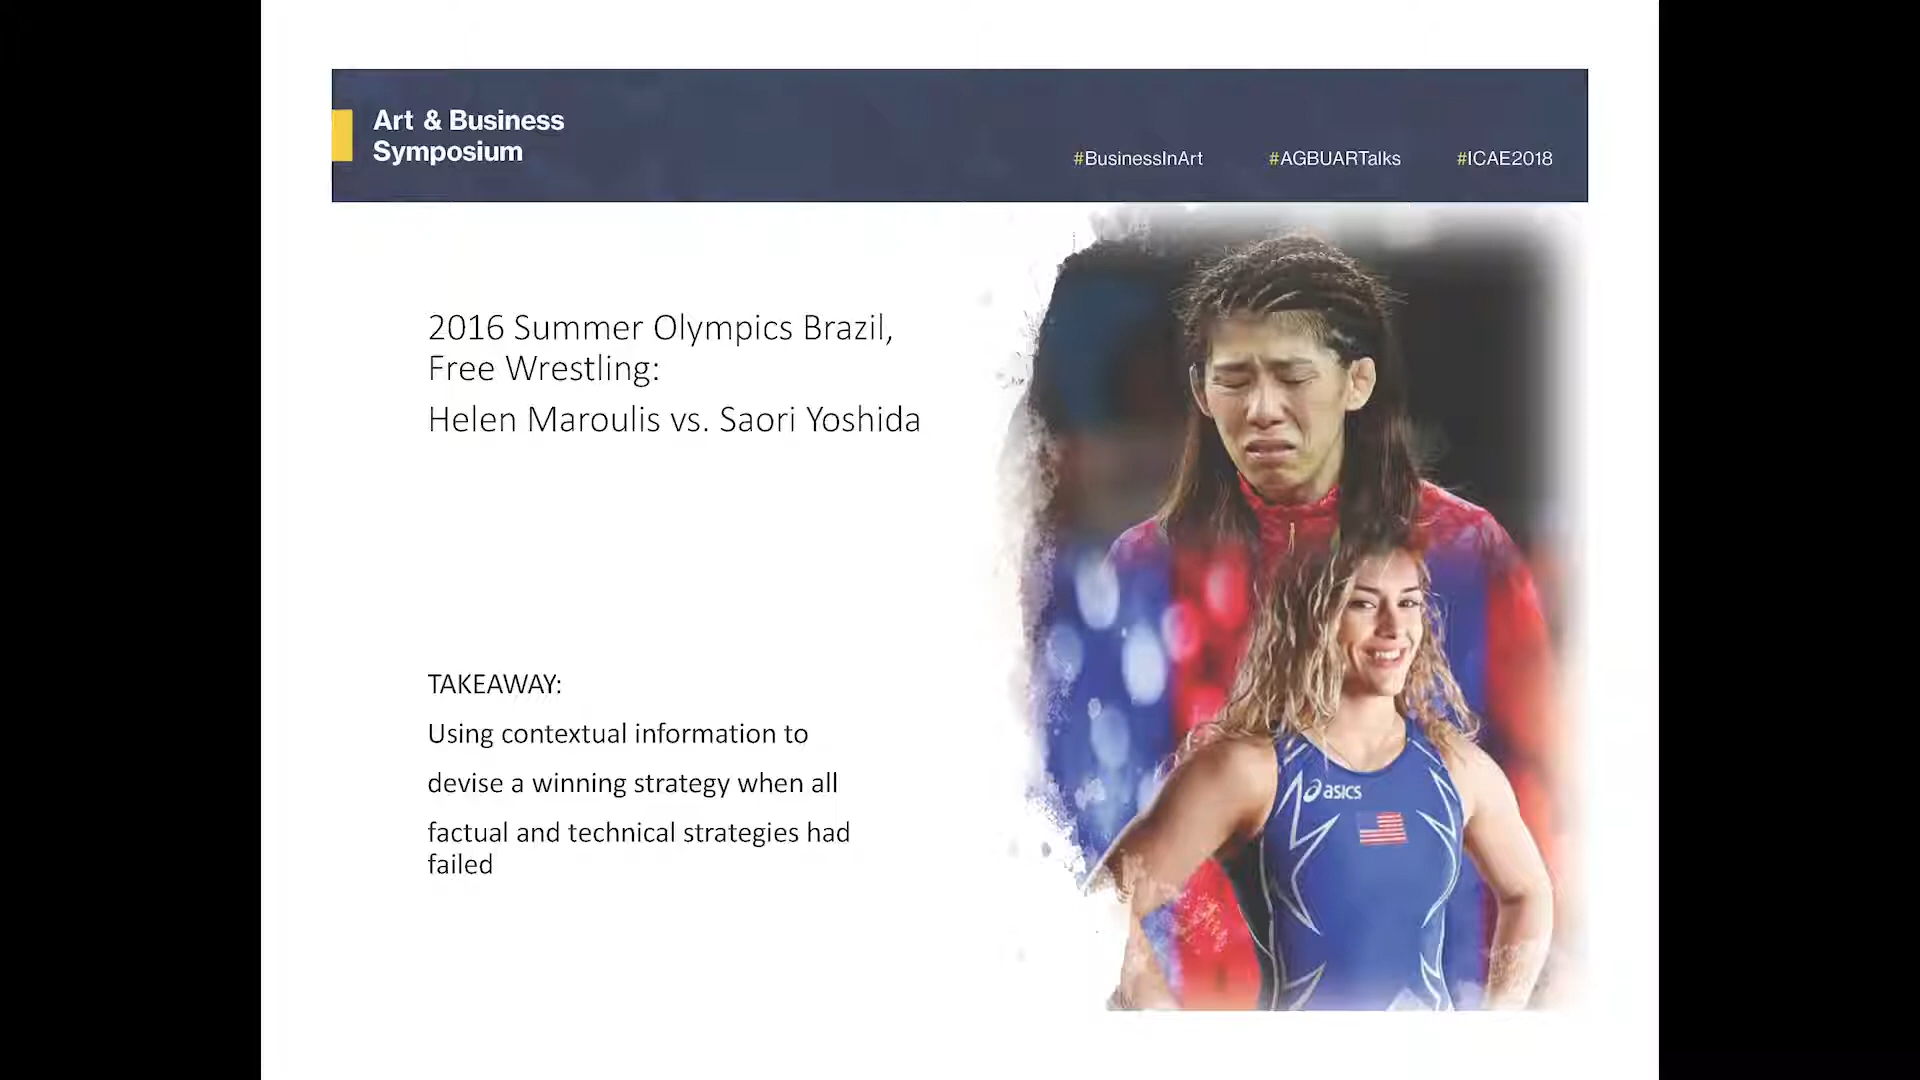 Art & Business
Symposium
#BusinessInArt
#AGBUARTalks
#ICAE2018
2016 Summer Olympics Brazil,
Free Wrestling:
Helen Maroulis vs. Saori Yoshida
TAKEAWAY:
Using contextual information to
devise a winning strategy when all
factual and technical strategies had
failed
asics